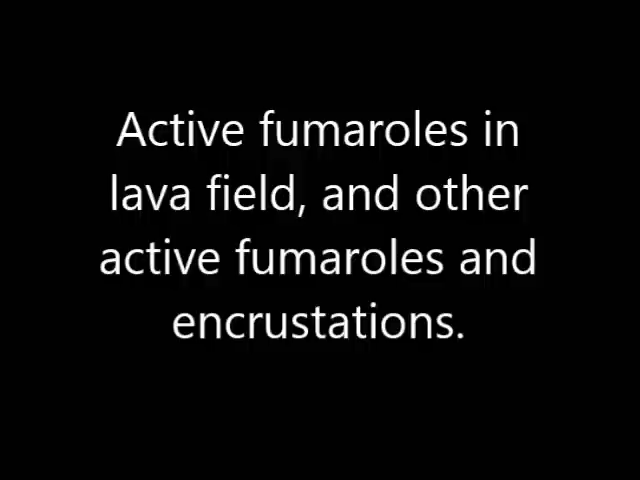 Active fumaroles in
lava field, and other
active fumaroles and
encrustations.